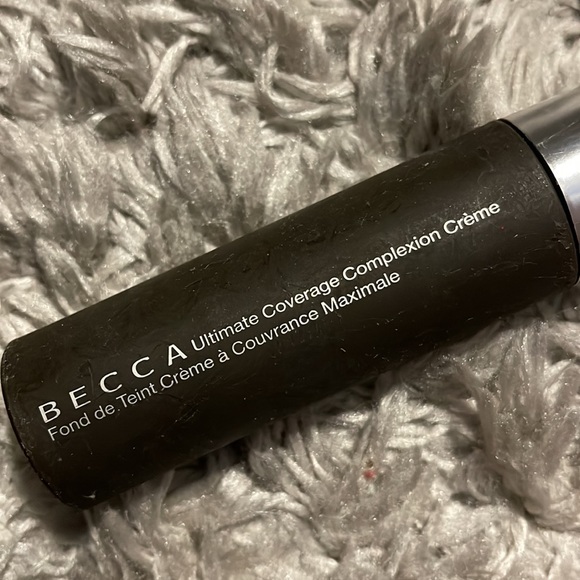 BECCA Ultimate Coverage Complexion Crème
Fond de Teint Crème à Couvrance Maximale